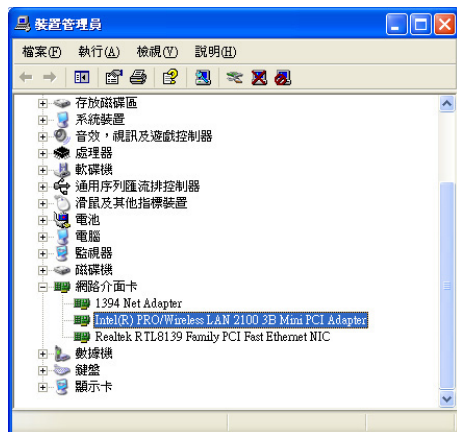 裝置管理員
檔案(F) 執行(A) 檢視(V) 說明(H)
存放磁碟區
系統裝置
音效，視訊及遊戲控制器
處理器
軟碟機
通用序列匯流排控制器
滑鼠及其他指標裝置
電池
電腦
監視器
磁碟機
網路介面卡
1394 Net Adapter
Intel(R) PRO/Wireless LAN 2100 3B Mini PCI Adapter
Realtek RTL8139 Family PCI Fast Ethernet NIC
數據機
鍵盤
顯示卡